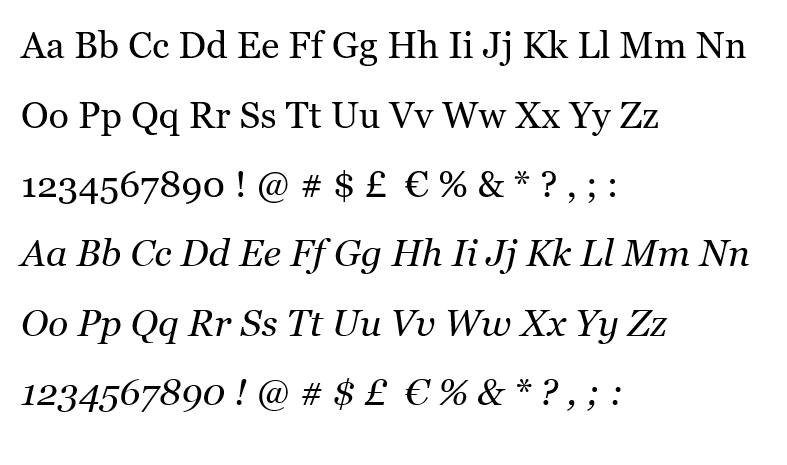 Aa Bb Cc Dd Ee Ff Gg Hh Ii Jj Kk Ll Mm Nn
Oo Pp Qq Rr Ss Tt Uu Vv Ww Xx Yy Zz
1234567890 ! @ # $ £ € % & * ? , ; :
Aa Bb Cc Dd Ee Ff Gg Hh Ii Jj Kk Ll Mm Nn
Oo Pp Qq Rr Ss Tt Uu Vv Ww Xx Yy Zz
1234567890 ! @ # $ £ € % & * ? , ; :